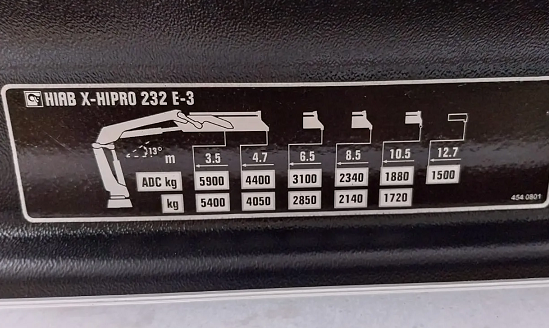 HIAB X-HIPRO 232 E-3
13°
m 3.5 4.7 6.5 8.5 10.5 12.7
ADC kg 5900 4400 3100 2340 1880 1500
kg 5400 4050 2850 2140 1720
454 0801